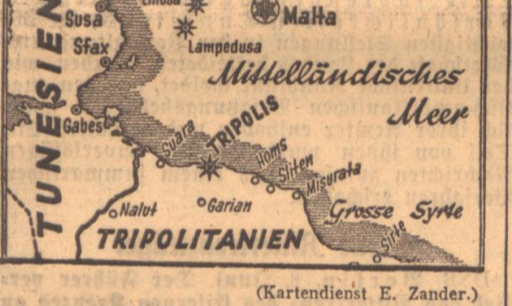 Susa
Malta
Sfax
Lampedusa
Mittelländisches
Meer
TUNESIEN
Gabes
Suara
TRIPOLIS
Homs
Sliten
Misurata
Nalut
Garian
Grosse Syrte
Sirte
TRIPOLITANIEN
(Kartendienst E. Zander.)